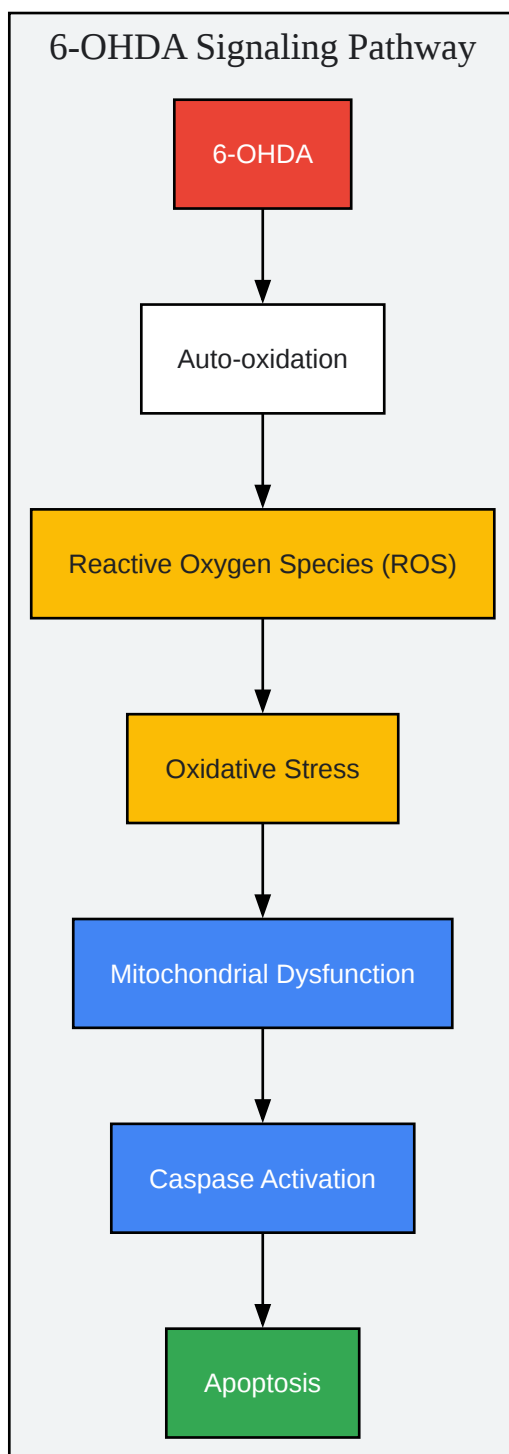 6-OHDA Signaling Pathway
6-OHDA
Auto-oxidation
Reactive Oxygen Species (ROS)
Oxidative Stress
Mitochondrial Dysfunction
Caspase Activation
Apoptosis